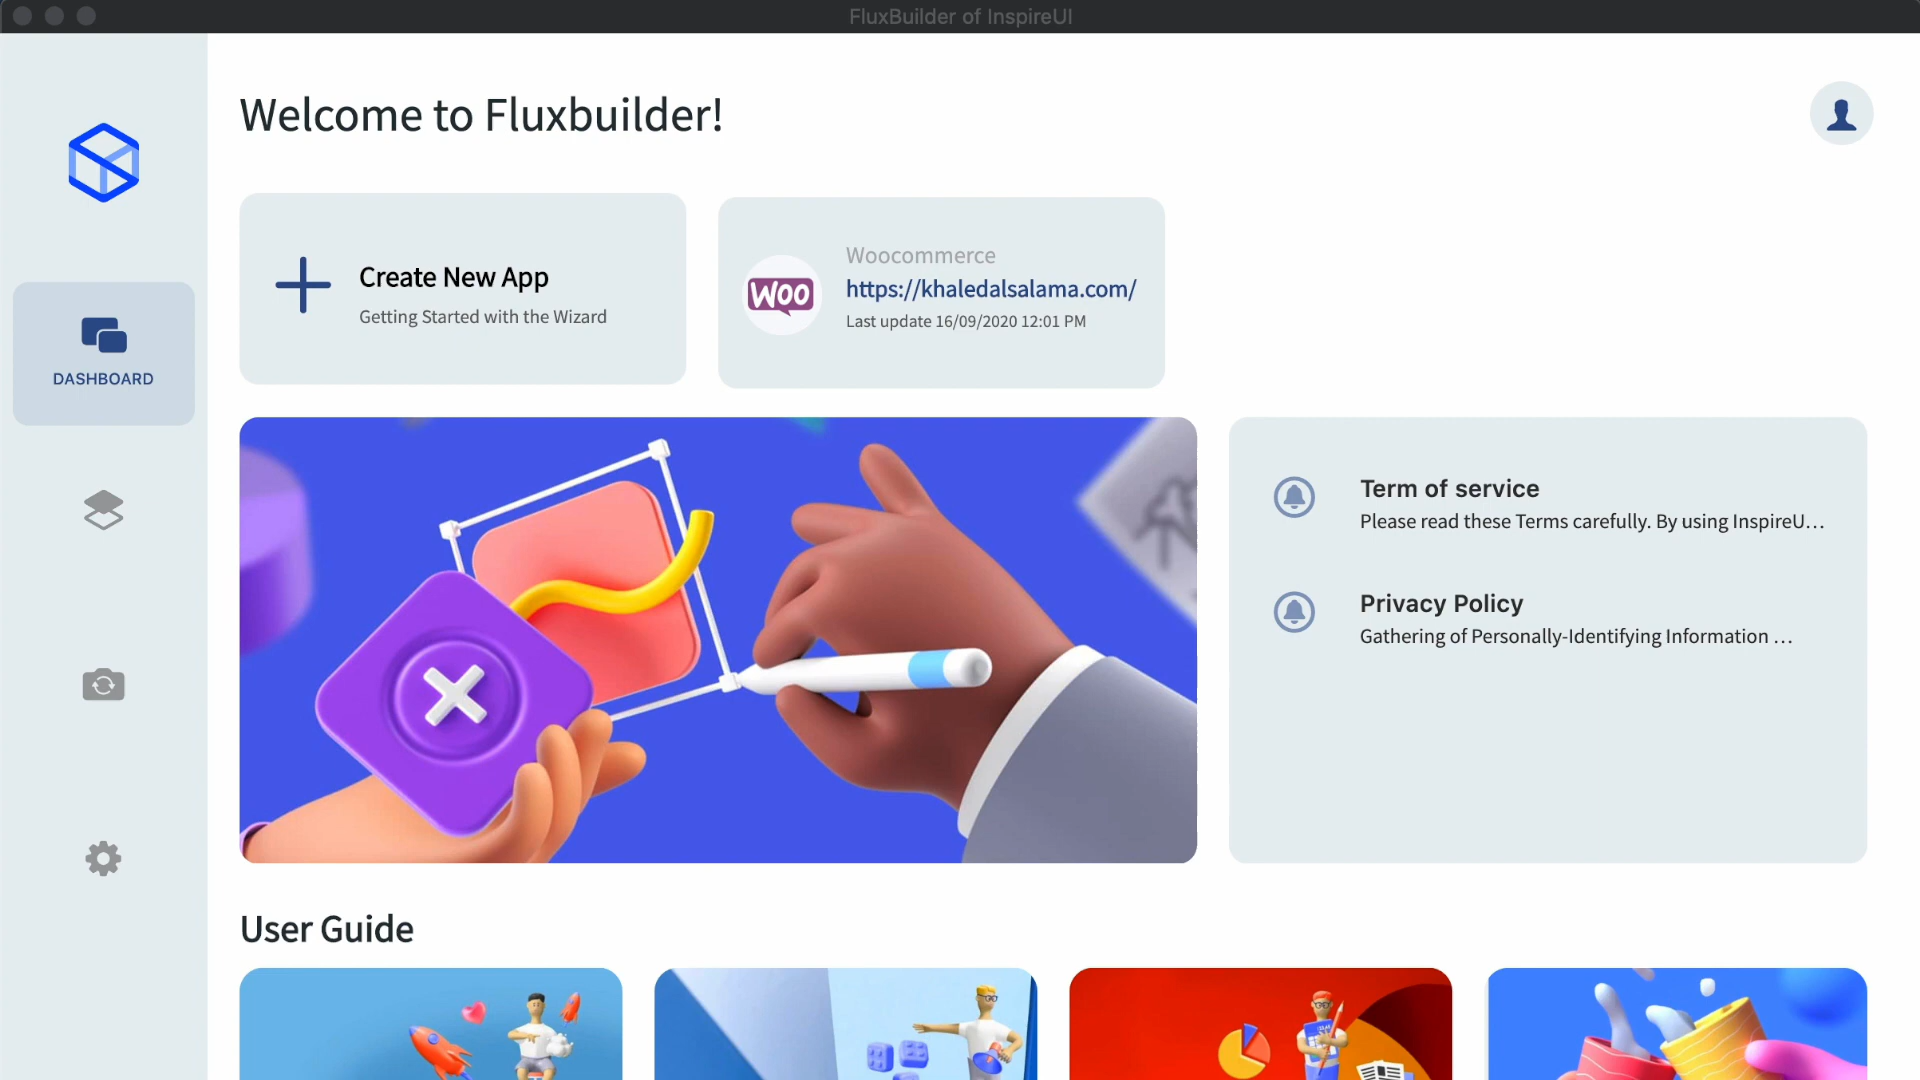 FluxBuilder of InspireUI
Welcome to Fluxbuilder!
Create New App
Getting Started with the Wizard
Woocommerce
WOO
https://khaledalsalama.com/
Last update 16/09/2020 12:01 PM
DASHBOARD
Term of service
Please read these Terms carefully. By using InspireU...
Privacy Policy
Gathering of Personally-Identifying Information ...
User Guide